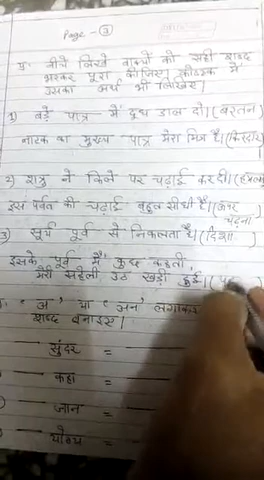 Page - 2
प्र. नीचे लिखे वाक्यों को सही शब्द
भरकर पूरा कीजिए। कोष्ठक में
उसका अर्थ भी लिखिए।
1) बड़े पात्र में दूध डाल दो। (बरतन)
नाटक का मुख्य पात्र मेरा मित्र है। (किरदार)
2) शत्रु ने किले पर चढ़ाई कर दी। (हमला)
इस पर्वत की चढ़ाई बहुत सीधी है। (ऊपर
चढ़ना)
3) सूर्य पूर्व से निकलता है। (दिशा)
इसके पूर्व मैं कुछ कहती,
मेरी सहेली उठ खड़ी हुई। (
'अ' या 'अन' लगाकर
शब्द बनाइए।
सुंदर =
कहा =
जान =
योग्य =